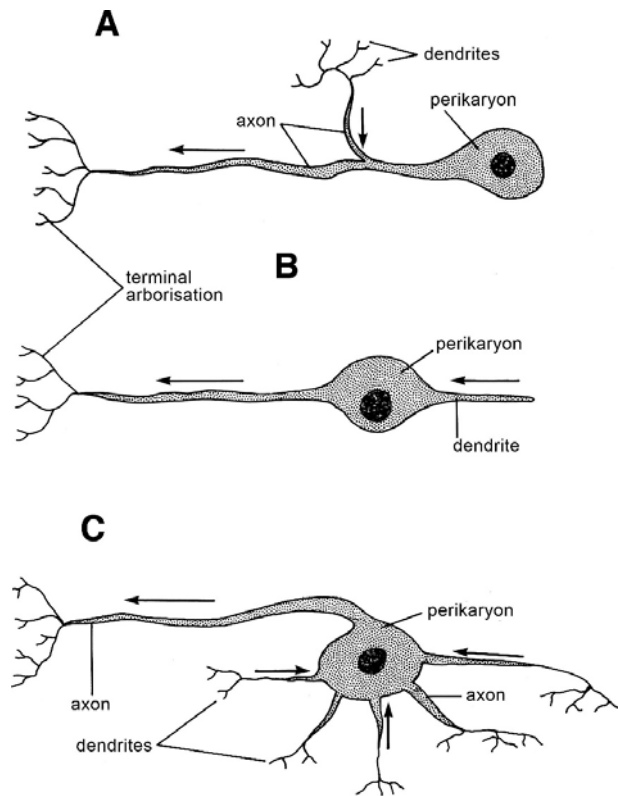 A
dendrites
perikaryon
axon
terminal
arborisation
B
perikaryon
dendrite
C
perikaryon
axon
axon
dendrites